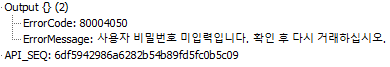 Output {} (2)
ErrorCode: 80004050
ErrorMessage: 사용자 비밀번호 미입력입니다. 확인 후 다시 거래하십시오.
API_SEQ: 6df5942986a6282b54b89fd5fc0b5c09